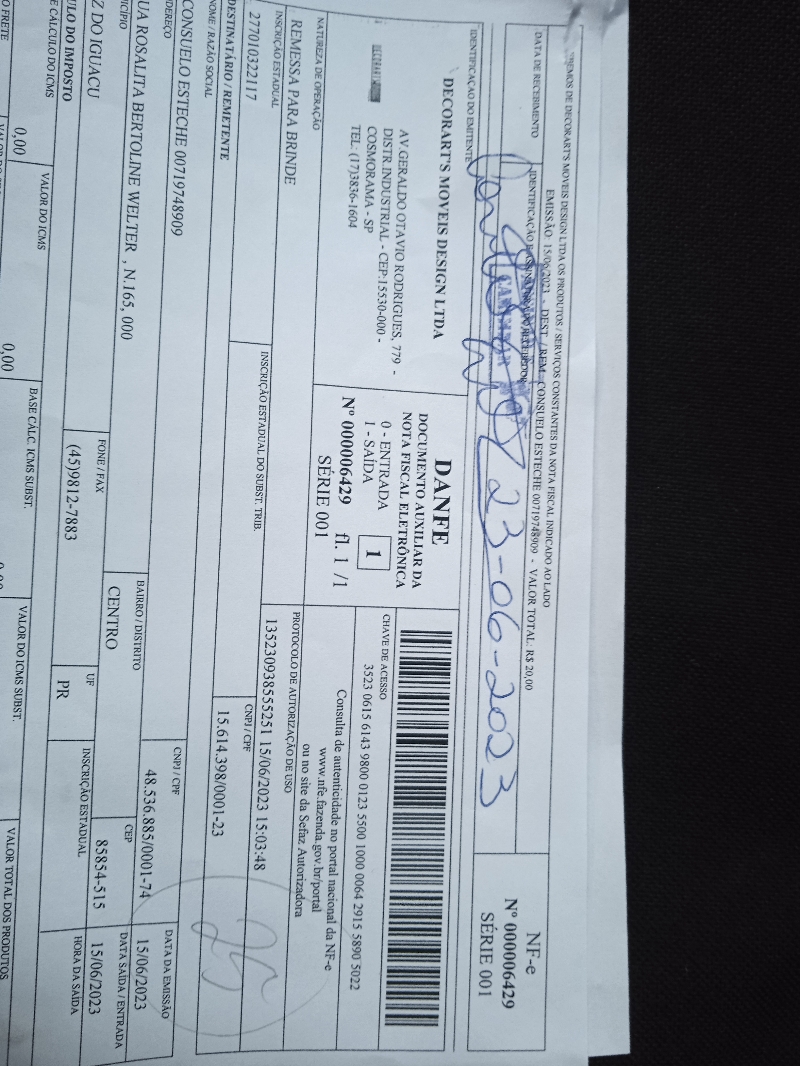 BEMOS DE DECORART'S MOVEIS DESIGN LTDA OS PRODUTOS / SERVIÇOS CONSTANTES DA NOTA FISCAL INDICADO AO LADO
EMISSÃO: 15/06/2023 - DEST. / REM.: CONSUELO ESTECHE 00719748909 - VALOR TOTAL: R$ 20,00
DATA DE RECEBIMENTO
IDENTIFICAÇÃO E ASSINATURA DO RECEBEDOR
23-06-2023
NF-e
Nº 000006429
SÉRIE 001
IDENTIFICAÇAO DO EMITENTE
DECORART'S MOVEIS DESIGN LTDA
AV.GERALDO OTAVIO RODRIGUES, 779 -
DISTR.INDUSTRIAL - CEP:15530-000 -
COSMORAMA - SP
TEL: (17)3836-1604
DANFE
DOCUMENTO AUXILIAR DA
NOTA FISCAL ELETRÔNICA
0 - ENTRADA
1 - SAÍDA
1
Nº 000006429 fl. 1 /1
SÉRIE 001
CHAVE DE ACESSO
3523 0615 6143 9800 0123 5500 1000 0064 2915 5890 5022
Consulta de autenticidade no portal nacional da NF-e
www.nfe.fazenda.gov.br/portal
ou no site da Sefaz Autorizadora
NATUREZA DE OPERAÇÃO
REMESSA PARA BRINDE
PROTOCOLO DE AUTORIZAÇÃO DE USO
135230938555251 15/06/2023 15:03:48
INSCRIÇÃO ESTADUAL
277010322117
INSCRIÇÃO ESTADUAL DO SUBST. TRIB.
CNPJ / CPF
15.614.398/0001-23
DESTINATÁRIO / REMETENTE
NOME / RAZÃO SOCIAL
CONSUELO ESTECHE 00719748909
CNPJ / CPF
48.536.885/0001-74
DATA DA EMISSÃO
15/06/2023
DEREÇO
UA ROSALITA BERTOLINE WELTER , N.165, 000
BAIRRO / DISTRITO
CENTRO
CEP
85854-515
DATA SAÍDA / ENTRADA
15/06/2023
ICÍPIO
Z DO IGUACU
FONE / FAX
(45)9812-7883
UF
PR
INSCRIÇÃO ESTADUAL
HORA DA SAÍDA
ULO DO IMPOSTO
E CÁLCULO DO ICMS
0,00
VALOR DO ICMS
0,00
BASE CÁLC. ICMS SUBST.
VALOR DO ICMS SUBST.
VALOR TOTAL DOS PRODUTOS
O FRETE